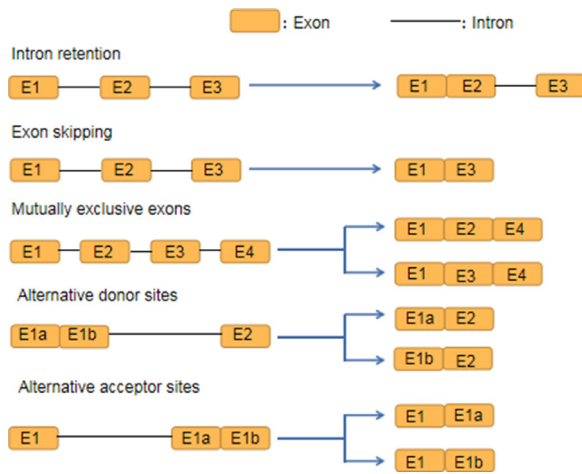 : Exon : Intron
Intron retention
E1 E2 E3 E1 E2 E3
Exon skipping
E1 E2 E3 E1 E3
Mutually exclusive exons
E1 E2 E4
E1 E2 E3 E4
E1 E3 E4
Alternative donor sites
E1a E2
E1a E1b E2
E1b E2
Alternative acceptor sites
E1 E1a
E1 E1a E1b
E1 E1b